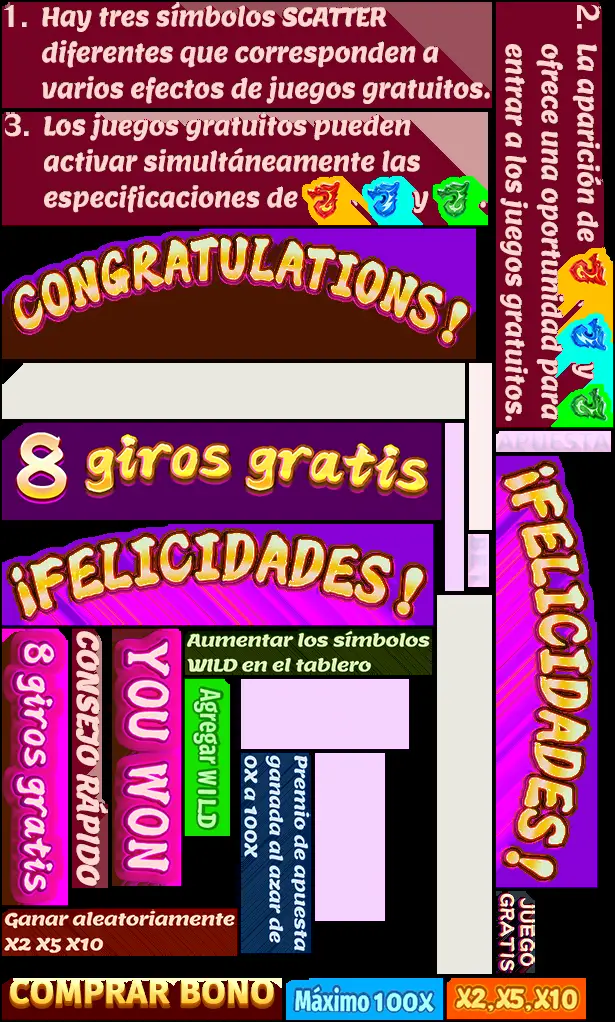 1. Hay tres símbolos SCATTER
diferentes que corresponden a
varios efectos de juegos gratuitos.
2. La aparición de
ofrece una oportunidad para
entrar a los juegos gratuitos.
y
3. Los juegos gratuitos pueden
activar simultáneamente las
especificaciones de , y .
CONGRATULATIONS!
APUESTA
8 giros gratis
¡FELICIDADES!
¡FELICIDADES!
8 giros gratis
CONSEJO RÁPIDO
YOU WON
Aumentar los símbolos
WILD en el tablero
Agregar WILD
Premio de apuesta
ganada al azar de
0X a 100X
Ganar aleatoriamente
X2 X5 X10
JUEGO
GRATIS
COMPRAR BONO
Máximo 100X
X2,X5,X10